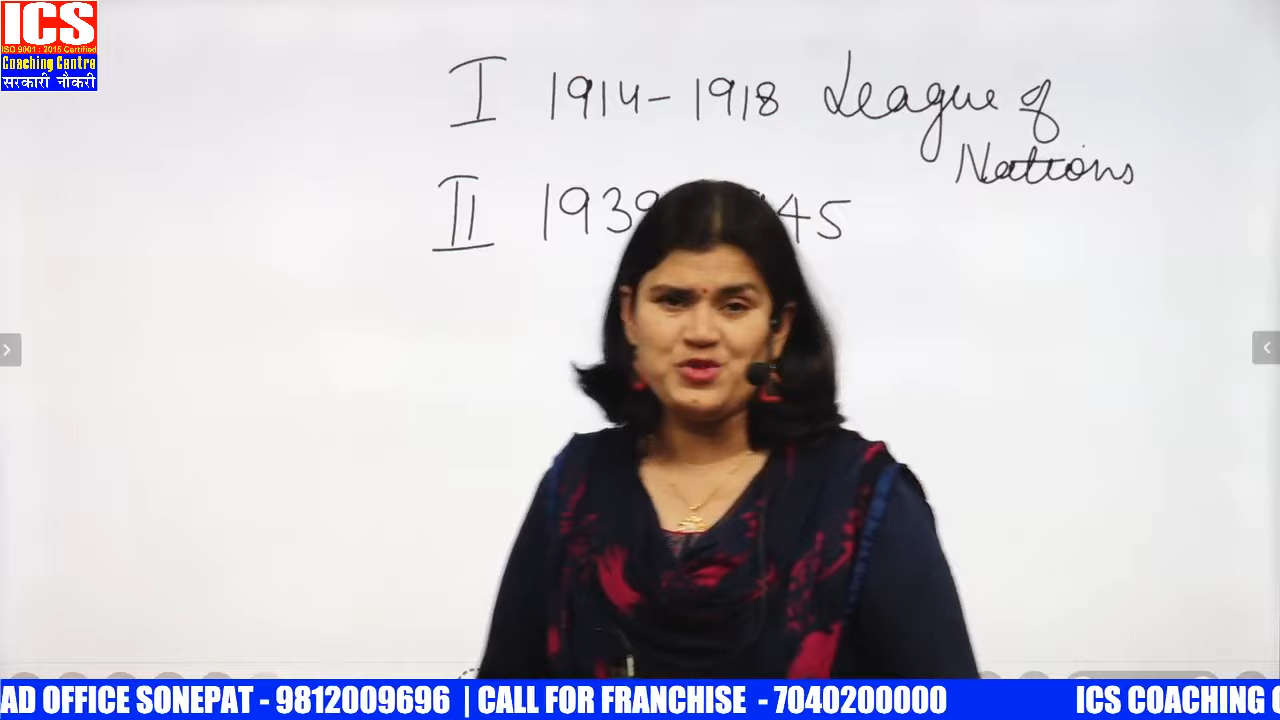 ICS
ISO 9001 : 2015 Certified
Coaching Centre
सरकारी नौकरी
I 1914-1918 League of
Nations
II 1939 45
AD OFFICE SONEPAT - 9812009696 | CALL FOR FRANCHISE - 7040200000 ICS COACHING